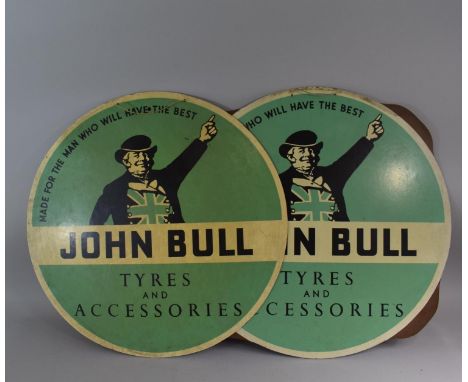 MADE FOR THE MAN WHO WILL HAVE THE BEST
JOHN BULL
TYRES
AND
ACCESSORIES
WHO WILL HAVE THE BEST
N BULL
TYRES
AND
CCESSORIES